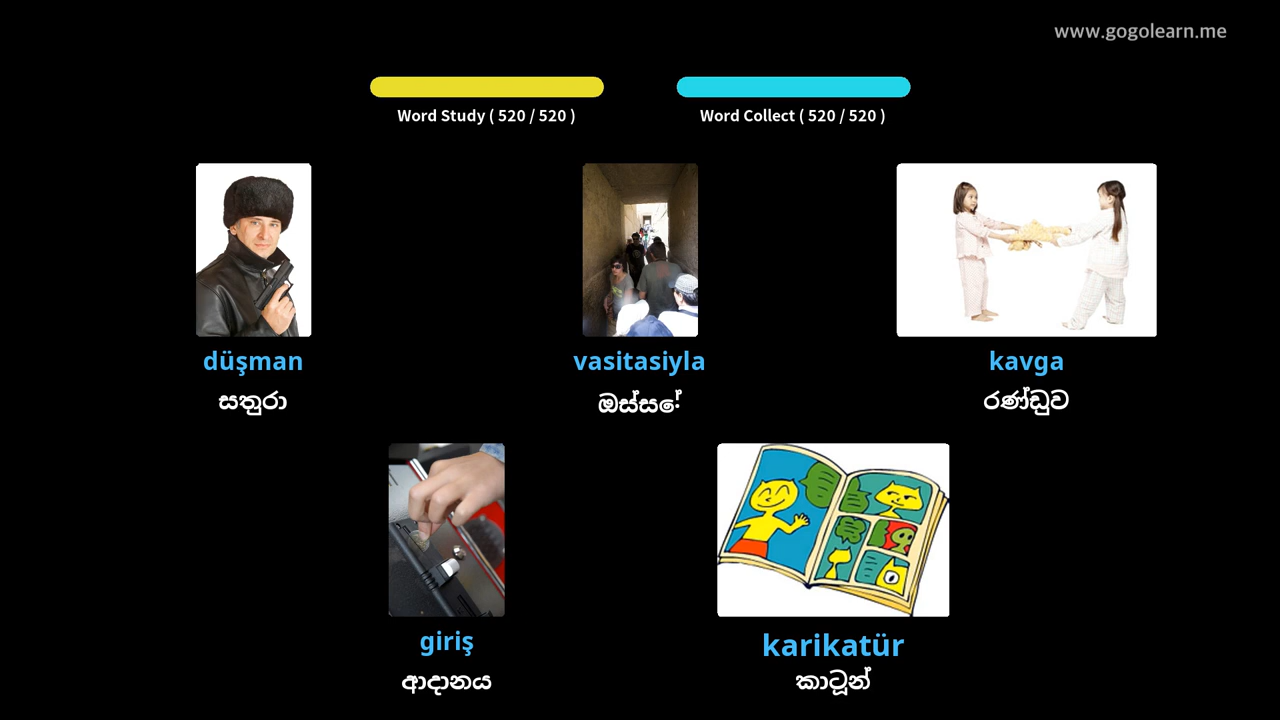 www.gogolearn.me
Word Study ( 520 / 520 )
Word Collect ( 520 / 520 )
düşman
vasitasiyla
kavga
සතුරා
ඔස්සේ
රණ්ඩුව
giriş
karikatür
ආදානය
කාටූන්